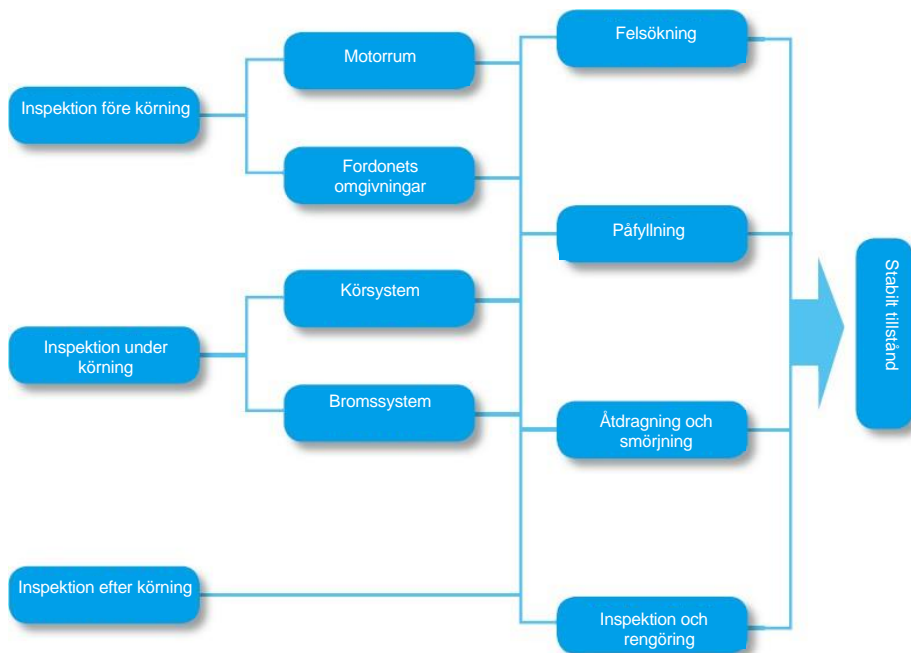 Inspektion före körning
Motorrum
Fordonets
omgivningar
Inspektion under
körning
Körsystem
Bromssystem
Inspektion efter körning
Felsökning
Påfyllning
Åtdragning och
smörjning
Inspektion och
rengöring
Stabilt tillstånd